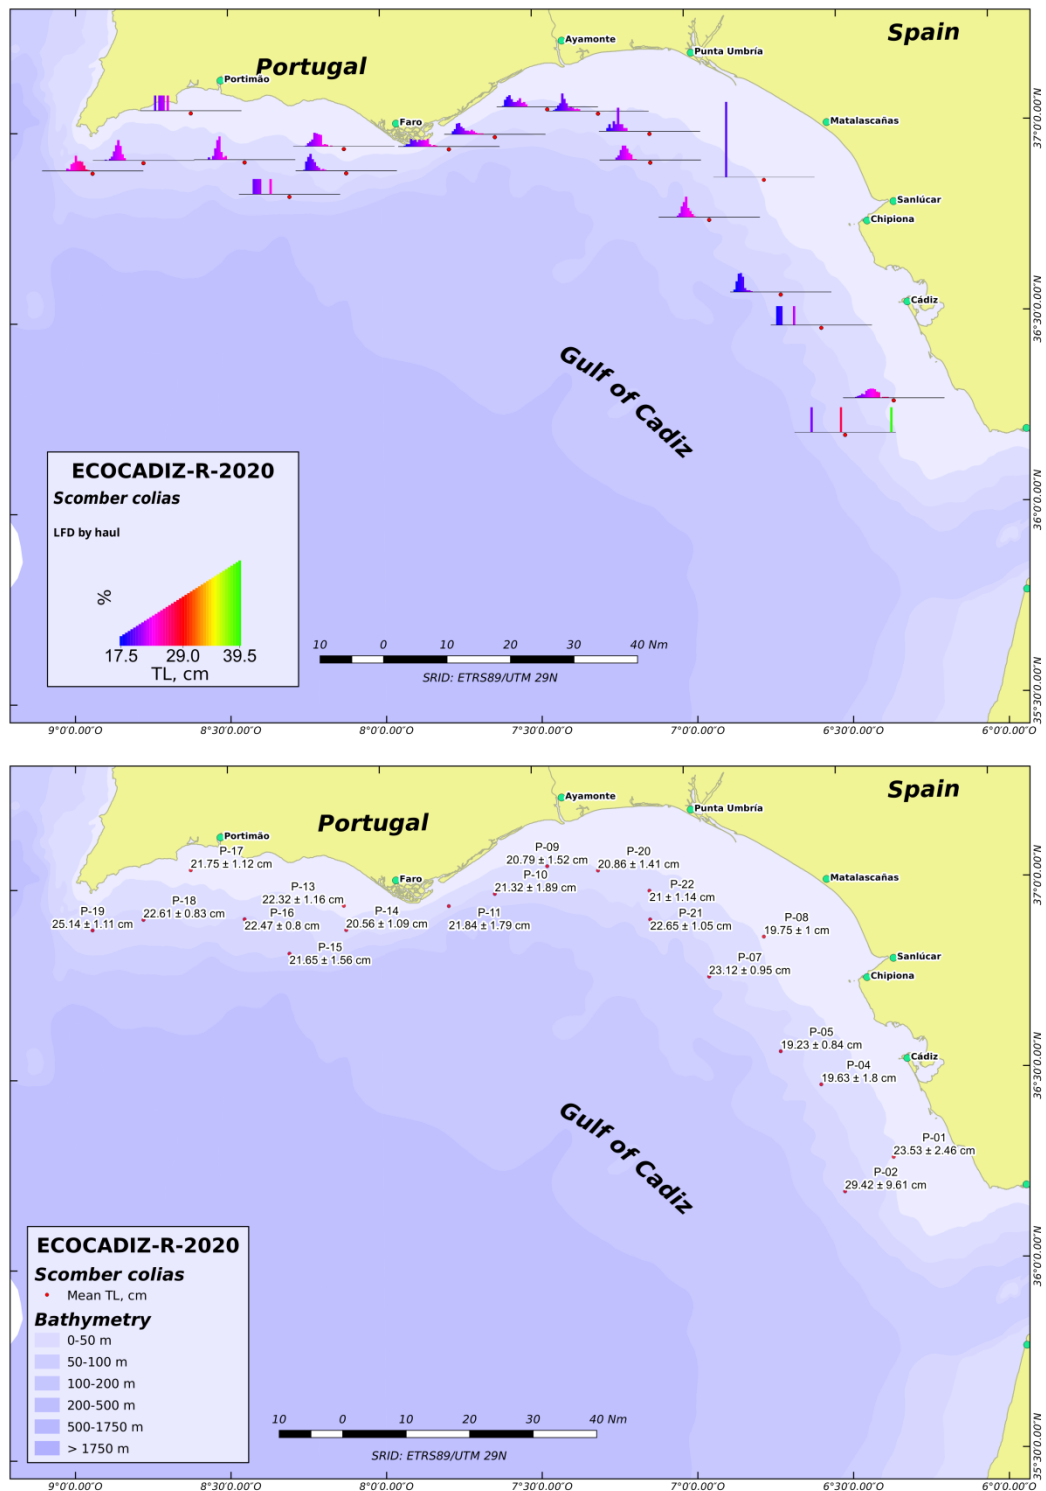 Spain
Ayamonte
Punta Umbría
Portugal
Portimão
Faro
Matalascañas
Sanlúcar
Chipiona
Cádiz
Gulf of Cadiz
37°0'0.00"N
36°30'0.00"N
36°0'0.00"N
35°30'0.00"N
ECOCADIZ-R-2020
Scomber colias
LFD by haul
%
17.5 29.0 39.5
TL, cm
10 0 10 20 30 40 Nm
SRID: ETRS89/UTM 29N
9°0'0.00"O 8°30'0.00"O 8°0'0.00"O 7°30'0.00"O 7°0'0.00"O 6°30'0.00"O 6°0'0.00"O
Spain
Ayamonte
Punta Umbría
Portugal
Portimão
P-17
21.75 ± 1.12 cm
P-09
20.79 ± 1.52 cm
P-20
20.86 ± 1.41 cm
Faro
Matalascañas
P-10
21.32 ± 1.89 cm
P-22
21 ± 1.14 cm
P-13
22.32 ± 1.16 cm
P-18
22.61 ± 0.83 cm
P-19
25.14 ± 1.11 cm
P-16
22.47 ± 0.8 cm
P-14
20.56 ± 1.09 cm
P-11
21.84 ± 1.79 cm
P-21
22.65 ± 1.05 cm
P-08
19.75 ± 1 cm
P-15
21.65 ± 1.56 cm
P-07
23.12 ± 0.95 cm
Sanlúcar
Chipiona
P-05
19.23 ± 0.84 cm
Cádiz
P-04
19.63 ± 1.8 cm
P-01
23.53 ± 2.46 cm
P-02
29.42 ± 9.61 cm
Gulf of Cadiz
37°0'0.00"N
36°30'0.00"N
36°0'0.00"N
35°30'0.00"N
ECOCADIZ-R-2020
Scomber colias
Mean TL, cm
Bathymetry
0-50 m
50-100 m
100-200 m
200-500 m
500-1750 m
> 1750 m
10 0 10 20 30 40 Nm
SRID: ETRS89/UTM 29N
9°0'0.00"O 8°30'0.00"O 8°0'0.00"O 7°30'0.00"O 7°0'0.00"O 6°30'0.00"O 6°0'0.00"O